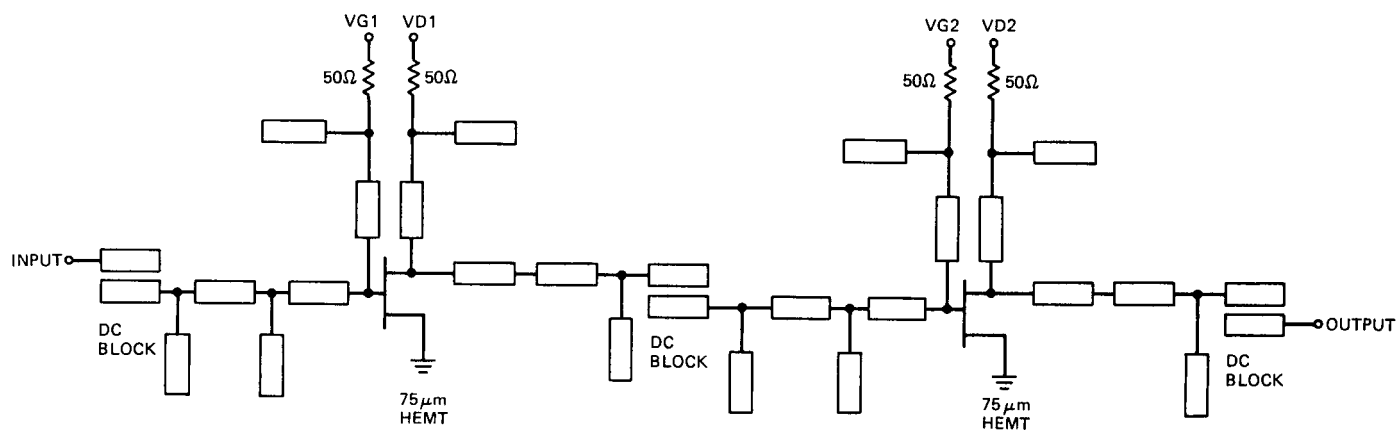 VG1 VD1
50Ω 50Ω
VG2 VD2
50Ω 50Ω
INPUT
DC
BLOCK
75μm
HEMT
DC
BLOCK
75μm
HEMT
DC
BLOCK
OUTPUT